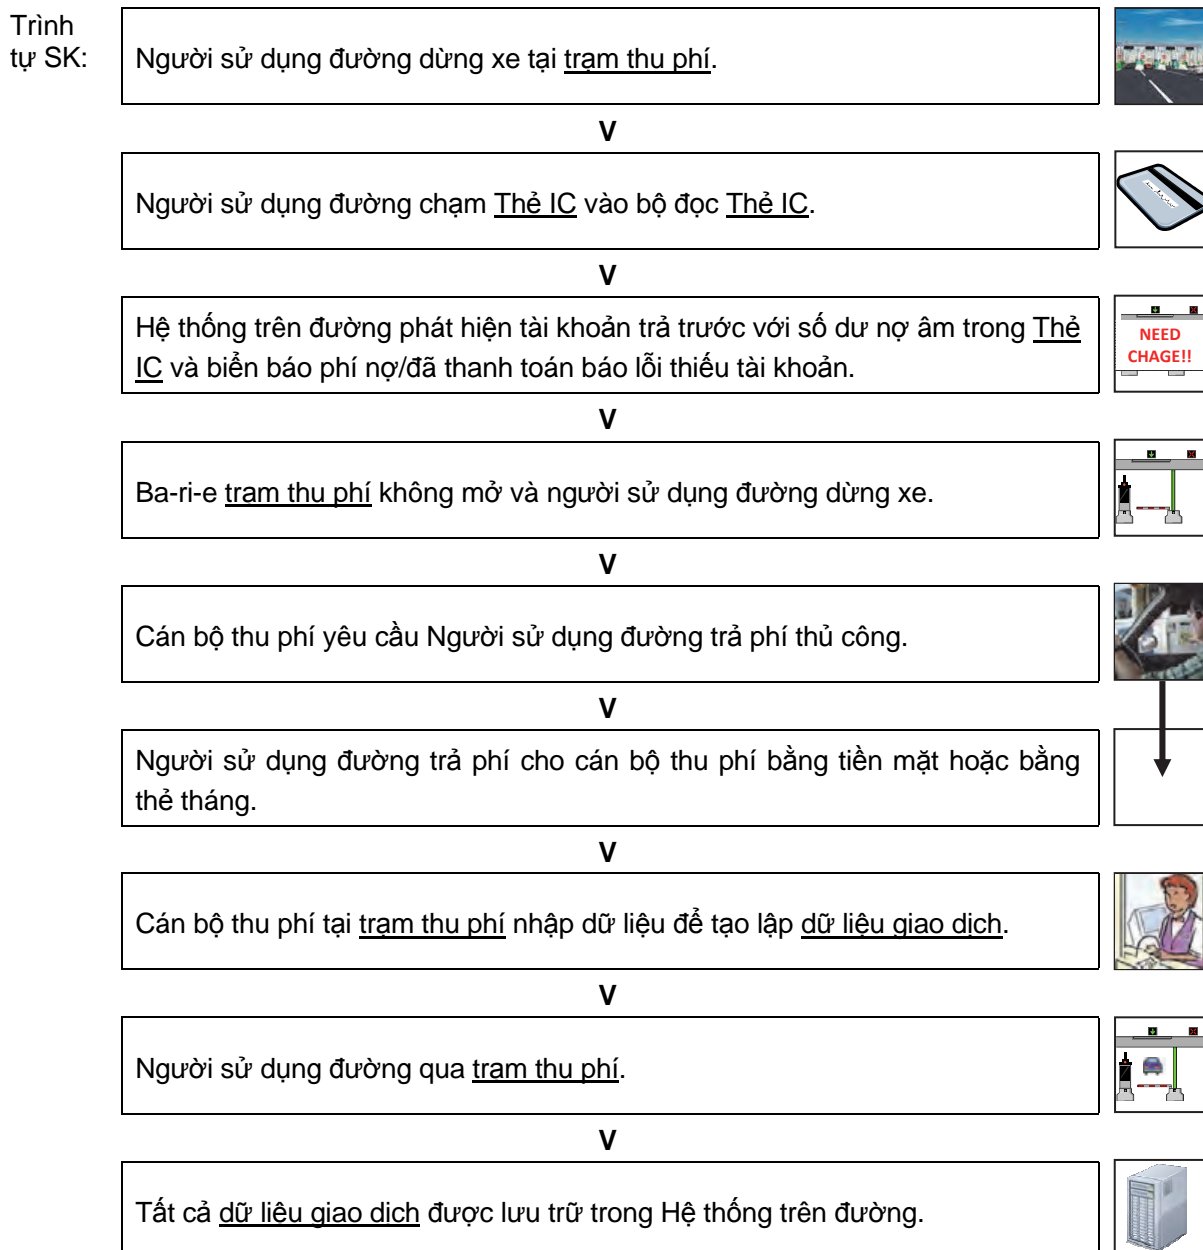 Trình
tự SK:
Người sử dụng đường dừng xe tại trạm thu phí.
V
Người sử dụng đường chạm Thẻ IC vào bộ đọc Thẻ IC.
V
Hệ thống trên đường phát hiện tài khoản trả trước với số dư nợ âm trong Thẻ
IC và biển báo phí nợ/đã thanh toán báo lỗi thiếu tài khoản.
NEED
CHAGE!!
V
Ba-ri-e trạm thu phí không mở và người sử dụng đường dừng xe.
V
Cán bộ thu phí yêu cầu Người sử dụng đường trả phí thủ công.
V
Người sử dụng đường trả phí cho cán bộ thu phí bằng tiền mặt hoặc bằng
thẻ tháng.
V
Cán bộ thu phí tại trạm thu phí nhập dữ liệu để tạo lập dữ liệu giao dịch.
V
Người sử dụng đường qua trạm thu phí.
V
Tất cả dữ liệu giao dich được lưu trữ trong Hệ thống trên đường.